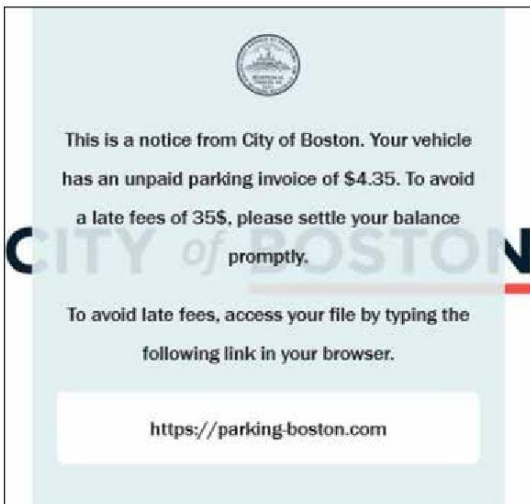 This is a notice from City of Boston. Your vehicle
has an unpaid parking invoice of $4.35. To avoid
a late fees of 35$, please settle your balance
CITY of BOSTON
promptly.
To avoid late fees, access your file by typing the
following link in your browser.
https://parking-boston.com